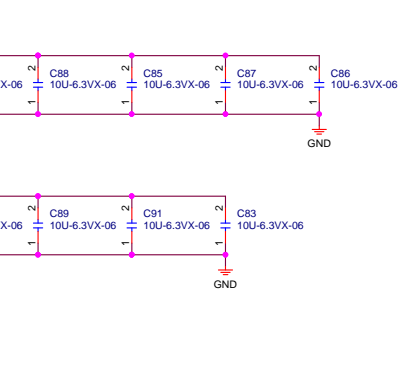 2 C88 2 C85 2 C87 2 C86
X-06 10U-6.3VX-06 10U-6.3VX-06 10U-6.3VX-06 10U-6.3VX-06
1 1 1 1
GND
2 C89 2 C91 2 C83
X-06 10U-6.3VX-06 10U-6.3VX-06 10U-6.3VX-06
1 1 1
GND